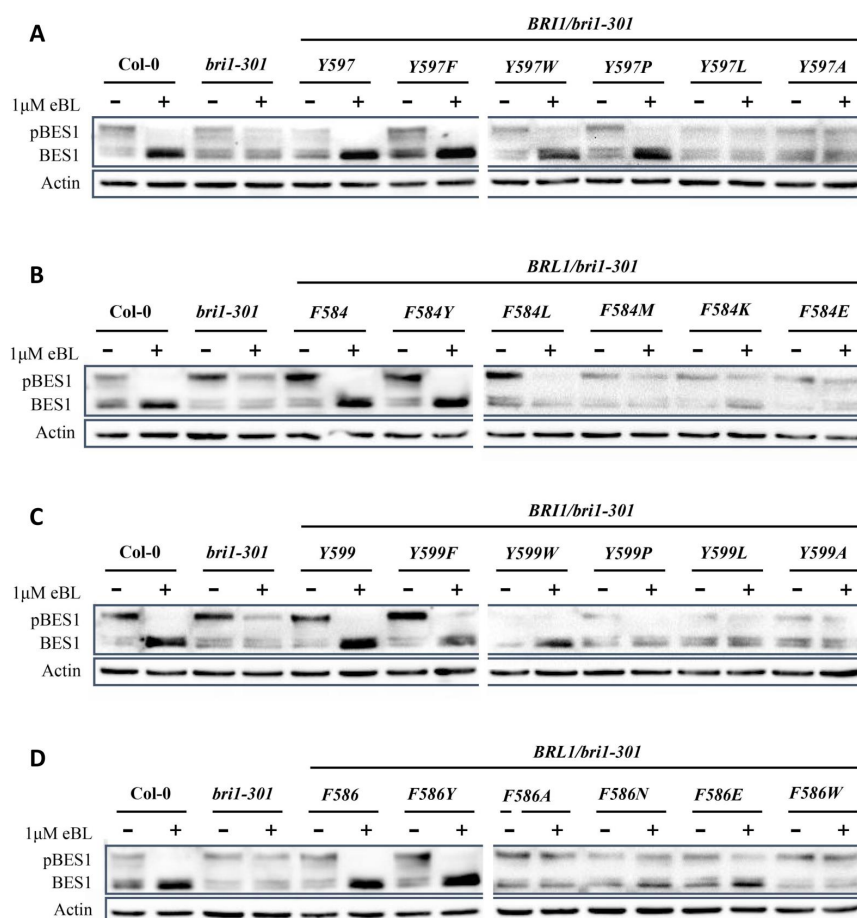 A
BRI1/bri1-301
Col-0 bri1-301 Y597 Y597F Y597W Y597P Y597L Y597A
1μM eBL − + − + − + − + − + − + − + − +
pBES1
BES1
Actin
B
BRL1/bri1-301
Col-0 bri1-301 F584 F584Y F584L F584M F584K F584E
1μM eBL − + − + − + − + − + − + − + − +
pBES1
BES1
Actin
C
BRI1/bri1-301
Col-0 bri1-301 Y599 Y599F Y599W Y599P Y599L Y599A
1μM eBL − + − + − + − + − + − + − + − +
pBES1
BES1
Actin
D
BRL1/bri1-301
Col-0 bri1-301 F586 F586Y F586A F586N F586E F586W
1μM eBL − + − + − + − + − + − + − + − +
pBES1
BES1
Actin